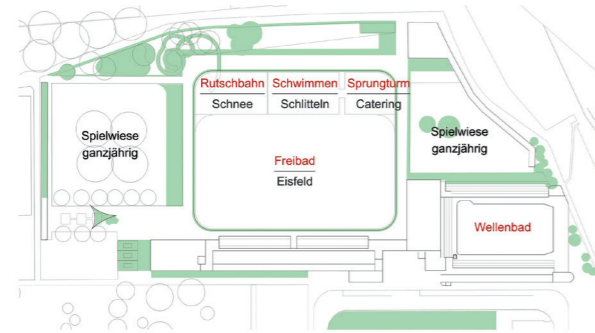 Rutschbahn Schwimmen Sprungturm
Schnee Schlitteln Catering
Spielwiese
ganzjährig
Spielwiese
ganzjährig
Freibad
Eisfeld
Wellenbad